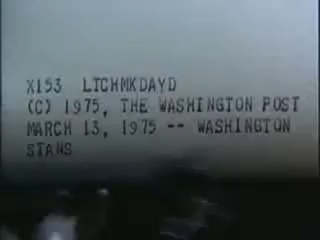 X153 LTCHMKDAYD
(C) 1975, THE WASHINGTON POST
MARCH 13, 1975 -- WASHINGTON
STANS